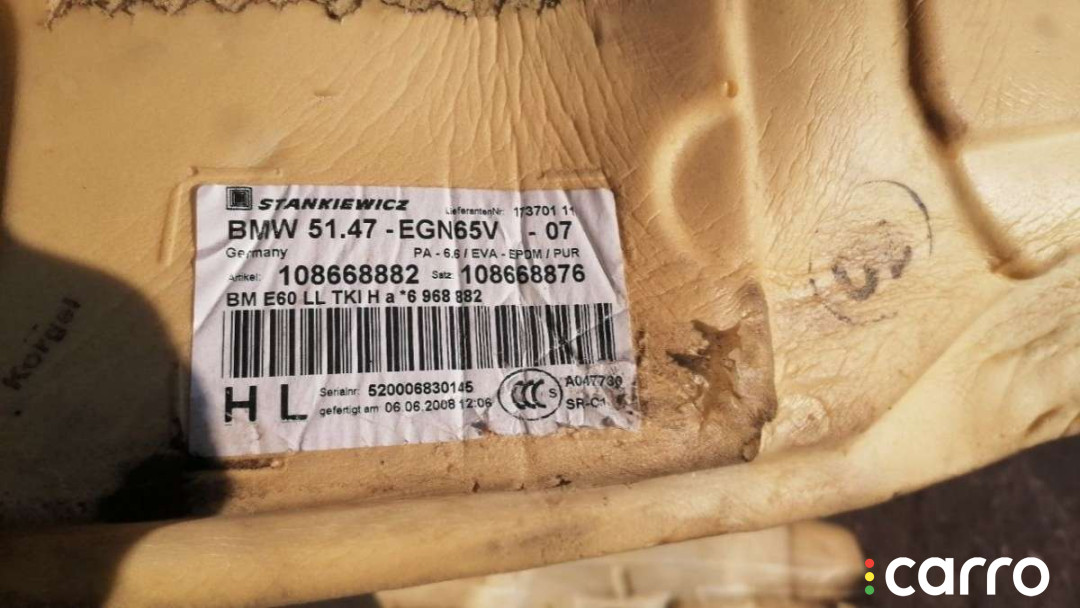 STANKIEWICZ LieferantenNr: 113701 11
BMW 51.47 - EGN65V - 07
Germany PA - 6.6 / EVA - EPDM / PUR
Artikel: 108668882 Satz: 108668876
BM E60 LL TKI H a *6 968 882
H L
Serialnr: 520006830145
gefertigt am 06.06.2008 12:06
CCC S
A047730
SR-C1
carro